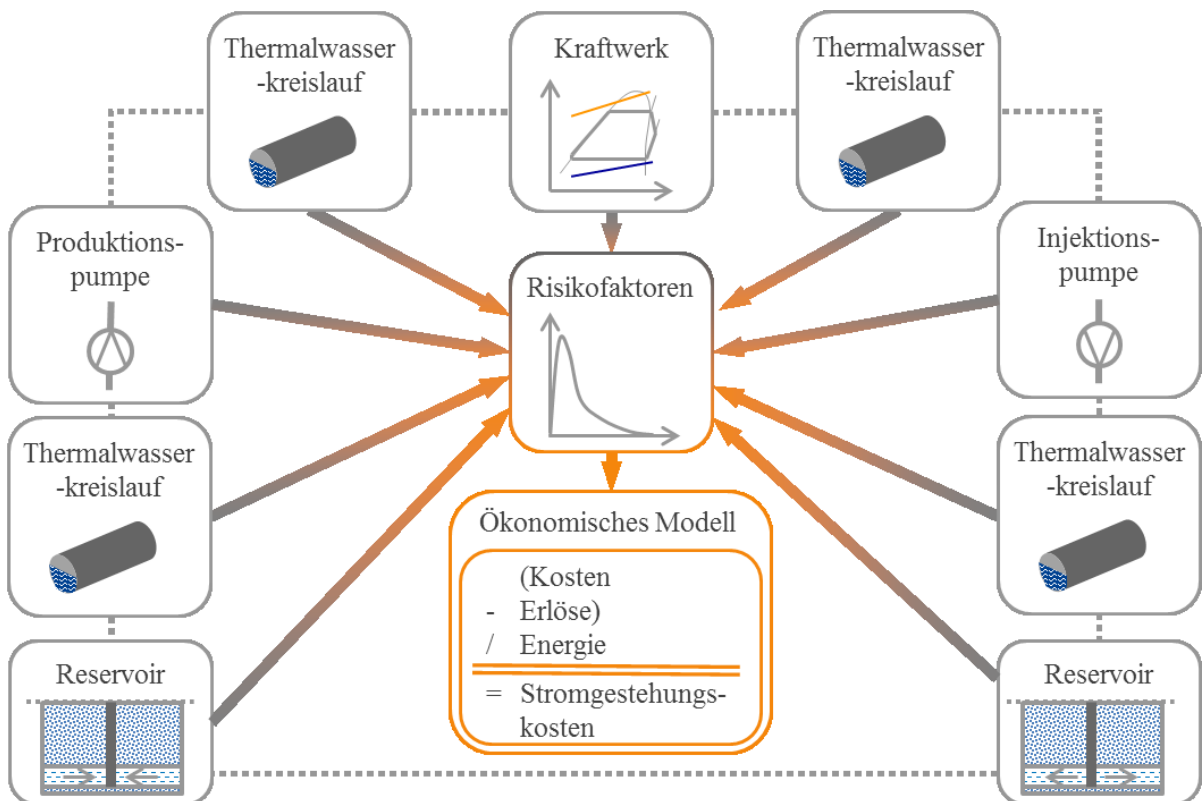 Thermalwasser
-kreislauf
Kraftwerk
Thermalwasser
-kreislauf
Produktions-
pumpe
Risikofaktoren
Injektions-
pumpe
Thermalwasser
-kreislauf
Thermalwasser
-kreislauf
Ökonomisches Modell
(Kosten
- Erlöse)
/ Energie
= Stromgestehungs-
kosten
Reservoir
Reservoir